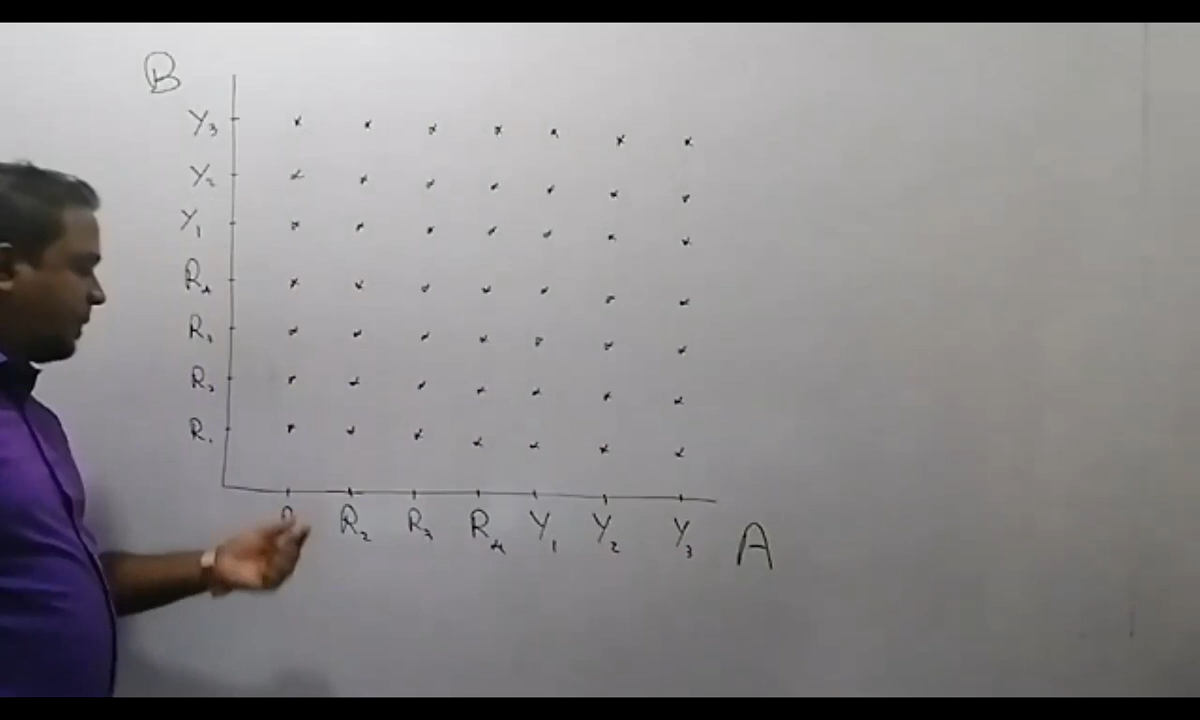 B
Y₃
Y₂
Y₁
R₄
R₃
R₂
R₁
R₂ R₃ R₄ Y₁ Y₂ Y₃ A